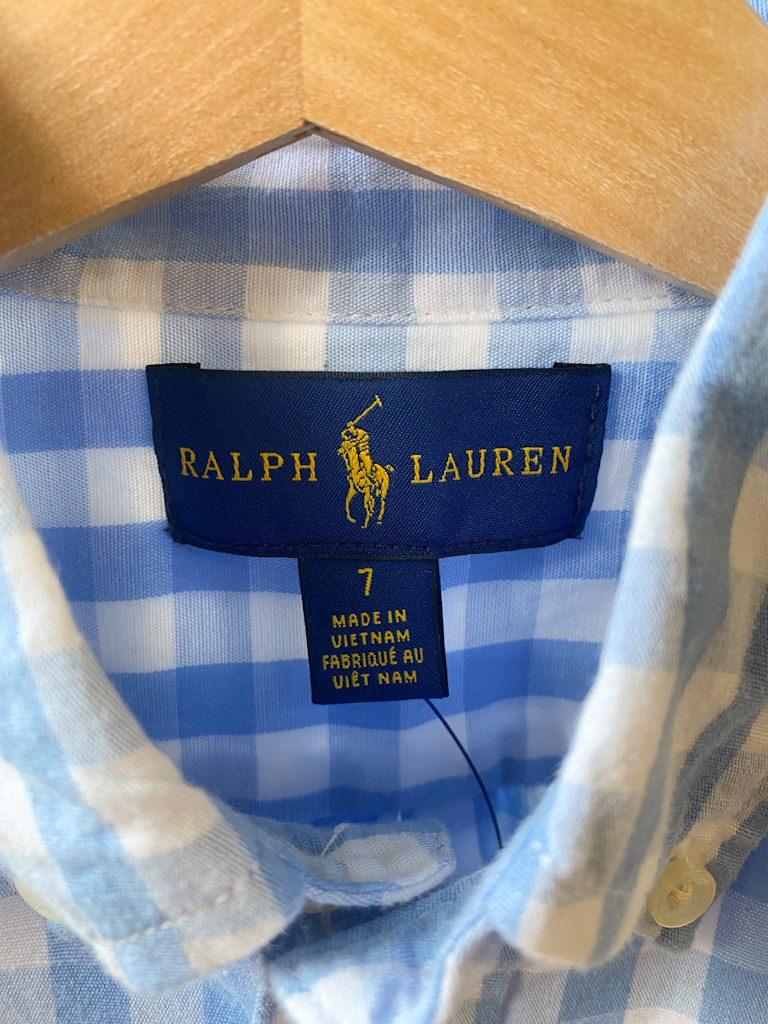 RALPH LAUREN
7
MADE IN
VIETNAM
FABRIQUÉ AU
VIÊT NAM